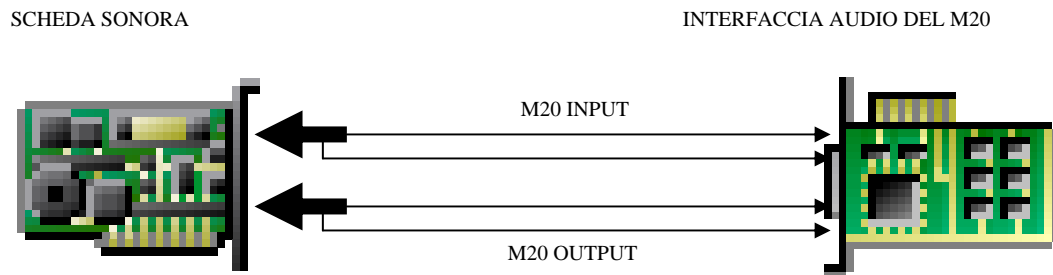 SCHEDA SONORA
INTERFACCIA AUDIO DEL M20
M20 INPUT
M20 OUTPUT